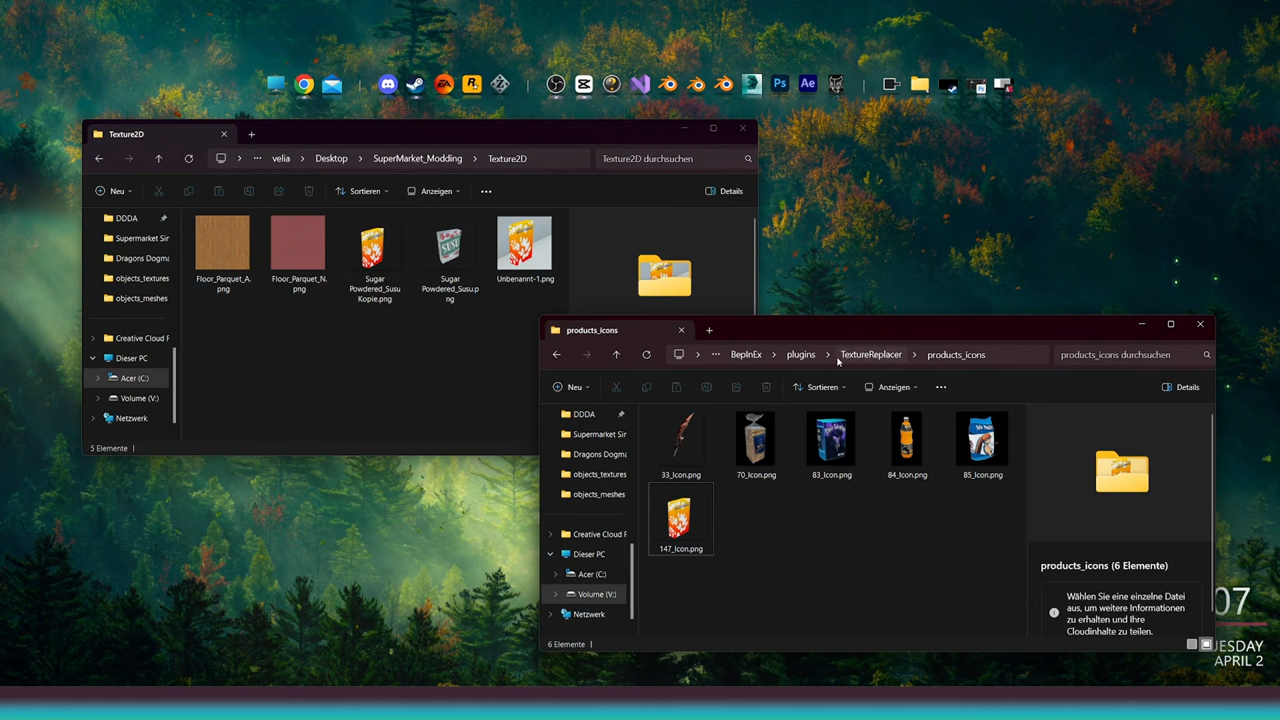 Ps
Ae
Texture2D
velia
Desktop
SuperMarket_Modding
Texture2D
Texture2D durchsuchen
Neu
Sortieren
Anzeigen
Details
DDDA
Supermarket Sir
Dragons Dogma
objects_textures
objects_meshes
Creative Cloud F
Dieser PC
Acer (C:)
Volume (V:)
Netzwerk
Floor_Parquet_A.
png
Floor_Parquet_N.
png
Sugar
Powdered_Susu
Kopie.png
Sugar
Powdered_Susu.p
ng
Unbenannt-1.png
5 Elemente
products_icons
BepInEx
plugins
TextureReplacer
products_icons
products_icons durchsuchen
Neu
Sortieren
Anzeigen
Details
DDDA
Supermarket Sir
Dragons Dogma
objects_textures
objects_meshes
Creative Cloud F
Dieser PC
Acer (C:)
Volume (V:)
Netzwerk
33_Icon.png
70_Icon.png
83_Icon.png
84_Icon.png
85_Icon.png
147_Icon.png
products_icons (6 Elemente)
Wählen Sie eine einzelne Datei
aus, um weitere Informationen
zu erhalten und Ihre
Cloudinhalte zu teilen.
6 Elemente
07
UESDAY
APRIL 2